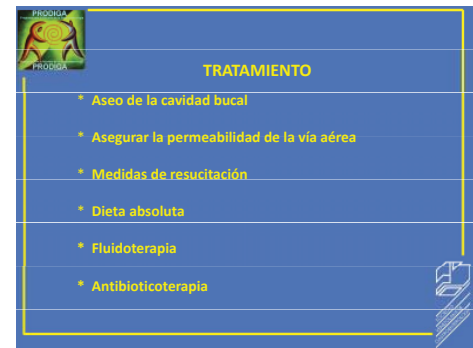 PRODIGA
PRODIGA
TRATAMIENTO
* Aseo de la cavidad bucal
* Asegurar la permeabilidad de la vía aérea
* Medidas de resucitación
* Dieta absoluta
* Fluidoterapia
* Antibioticoterapia